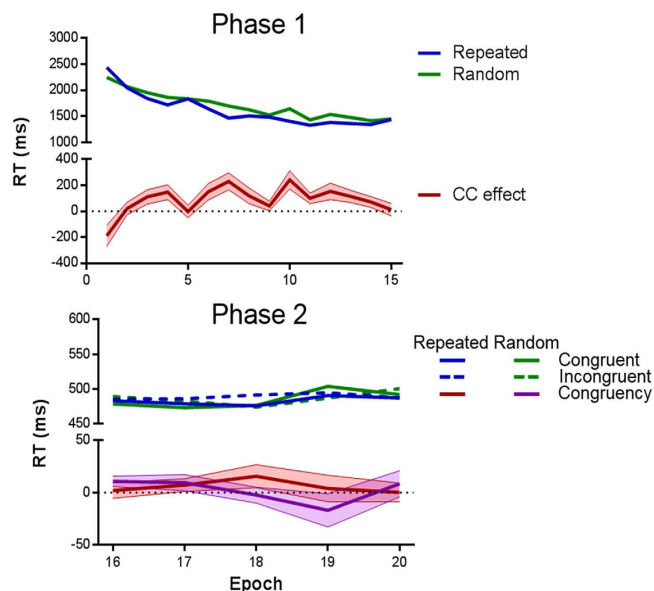 Phase 1
3000
2500
2000
1500
1000
400
200
0
-200
-400
RT (ms)
0 5 10 15
Repeated
Random
CC effect
Phase 2
600
550
500
450
50
0
-50
RT (ms)
16 17 18 19 20
Epoch
Repeated Random
Congruent
Incongruent
Congruency